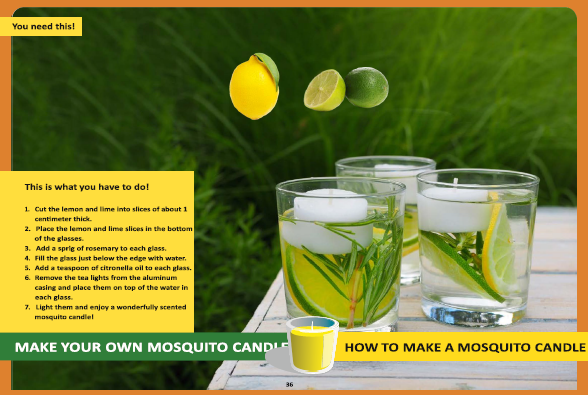 You need this!
This is what you have to do!
1. Cut the lemon and lime into slices of about 1
centimeter thick.
2. Place the lemon and lime slices in the bottom
of the glasses.
3. Add a sprig of rosemary to each glass.
4. Fill the glass just below the edge with water.
5. Add a teaspoon of citronella oil to each glass.
6. Remove the tea lights from the aluminum
casing and place them on top of the water in
each glass.
7. Light them and enjoy a wonderfully scented
mosquito candle!
MAKE YOUR OWN MOSQUITO CANDLE
HOW TO MAKE A MOSQUITO CANDLE
36